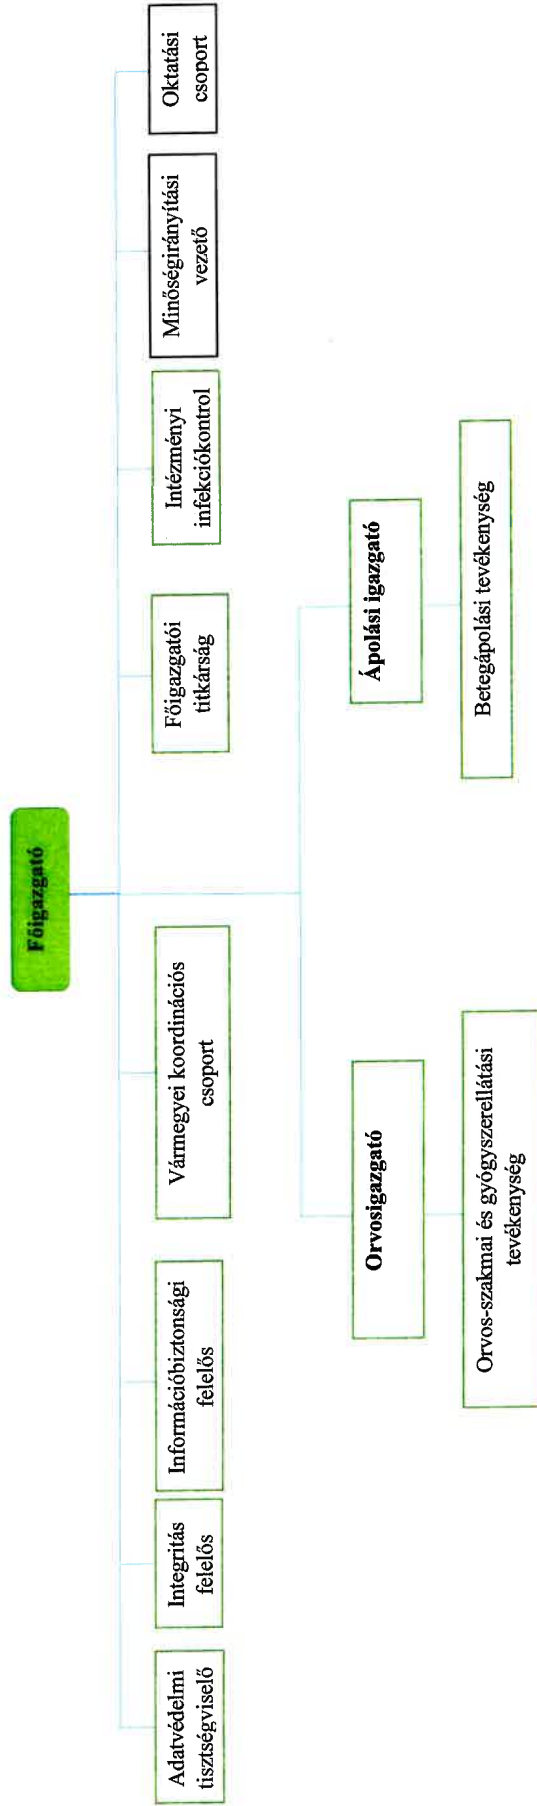 Főigazgató
Adatvédelmi
tisztségviselő
Integritás
felelős
Információbiztonsági
felelős
Vármegyei koordinációs
csoport
Főigazgatói
titkárság
Intézményi
infekciókontrol
Minőségirányítási
vezető
Oktatási
csoport
Orvosigazgató
Ápolási igazgató
Orvos-szakmai és gyógyszerellátási
tevékenység
Betegápolási tevékenység